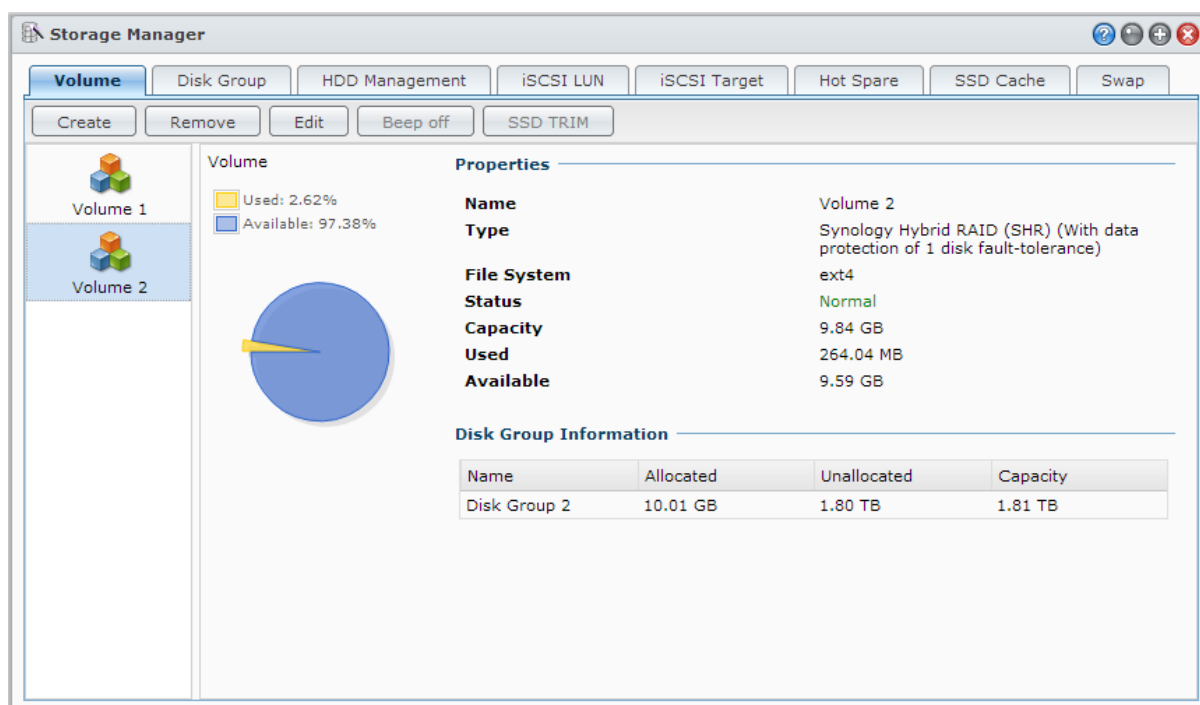 Storage Manager
Volume
Disk Group
HDD Management
iSCSI LUN
iSCSI Target
Hot Spare
SSD Cache
Swap
Create
Remove
Edit
Beep off
SSD TRIM
Volume 1
Volume 2
Volume
Used: 2.62%
Available: 97.38%
Properties
Name Volume 2
Type Synology Hybrid RAID (SHR) (With data
protection of 1 disk fault-tolerance)
File System ext4
Status Normal
Capacity 9.84 GB
Used 264.04 MB
Available 9.59 GB
Disk Group Information
Name Allocated Unallocated Capacity
Disk Group 2 10.01 GB 1.80 TB 1.81 TB